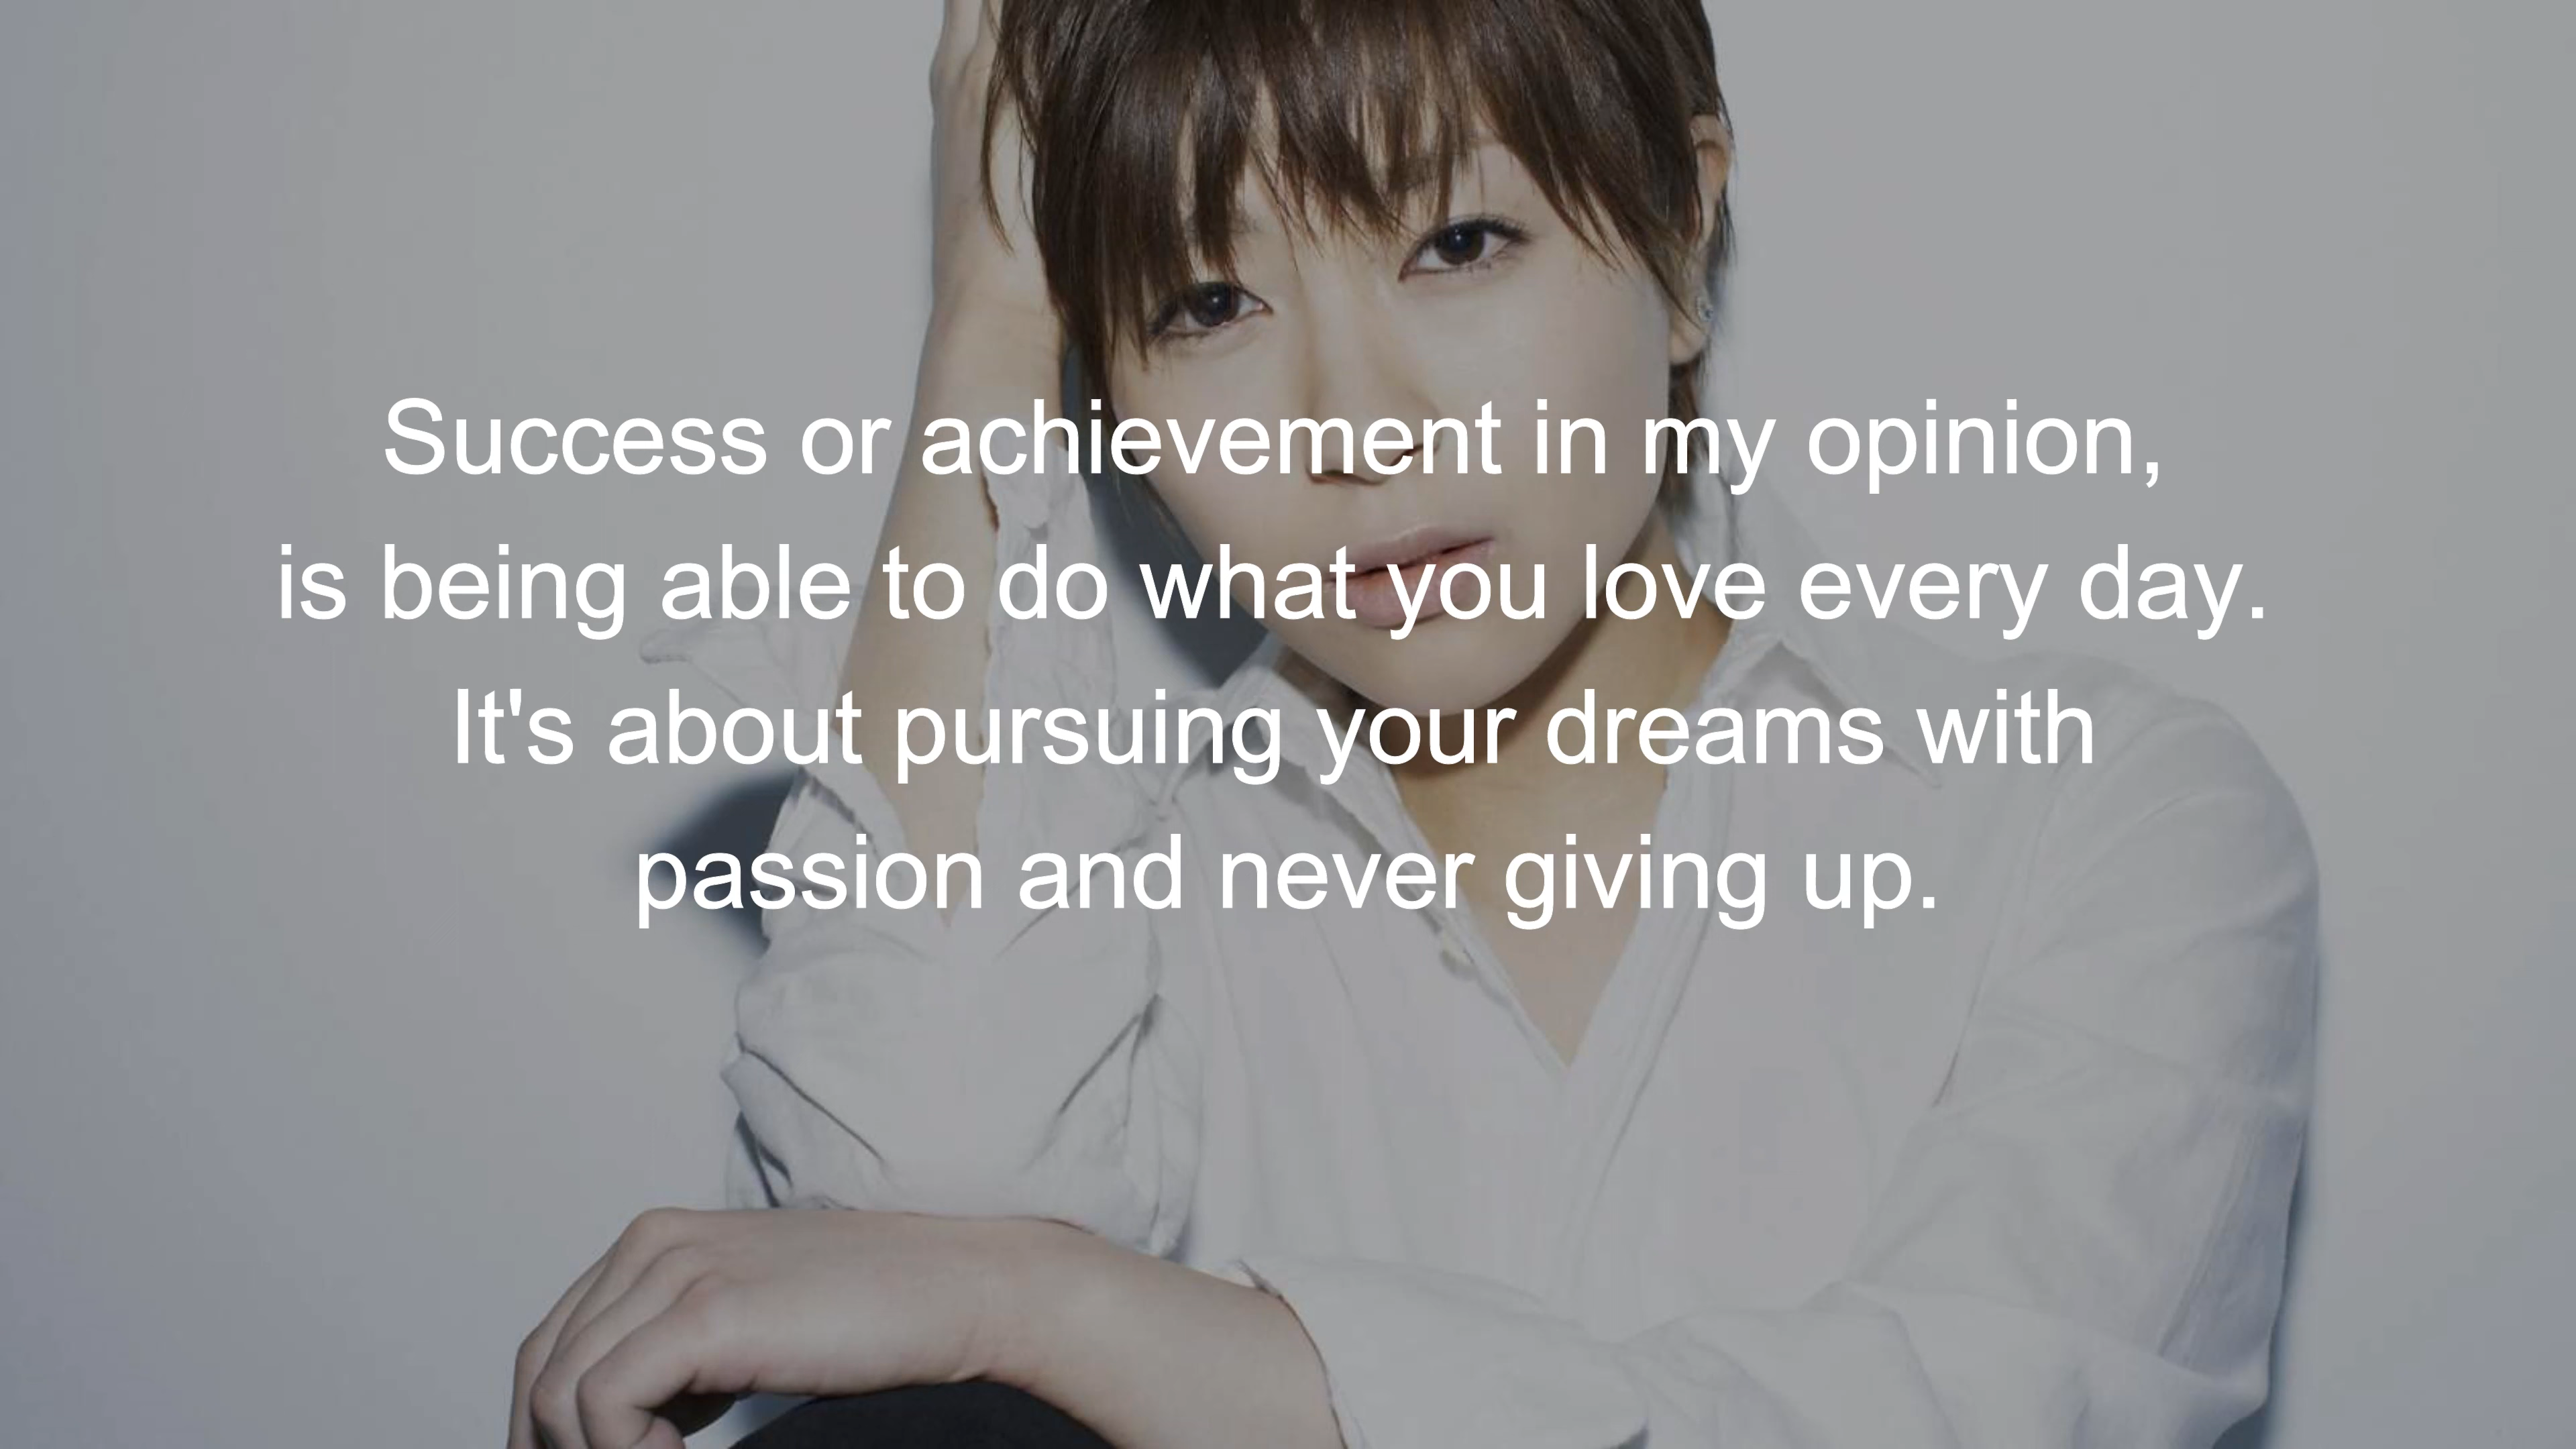 Success or achievement in my opinion,
is being able to do what you love every day.
It's about pursuing your dreams with
passion and never giving up.